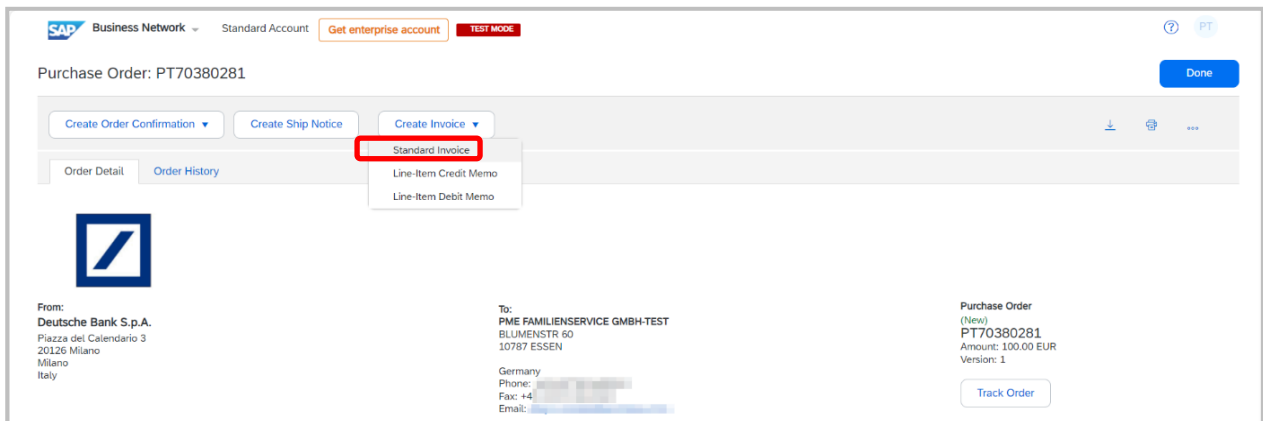 SAP Business Network Standard Account Get enterprise account TEST MODE ? PT
Purchase Order: PT70380281 Done
Create Order Confirmation Create Ship Notice Create Invoice
Standard Invoice
Line-Item Credit Memo
Line-Item Debit Memo
Order Detail Order History
From:
Deutsche Bank S.p.A.
Piazza del Calendario 3
20126 Milano
Milano
Italy
To:
PME FAMILIENSERVICE GMBH-TEST
BLUMENSTR 60
10787 ESSEN
Germany
Phone:
Fax: +4
Email:
Purchase Order
(New)
PT70380281
Amount: 100.00 EUR
Version: 1
Track Order